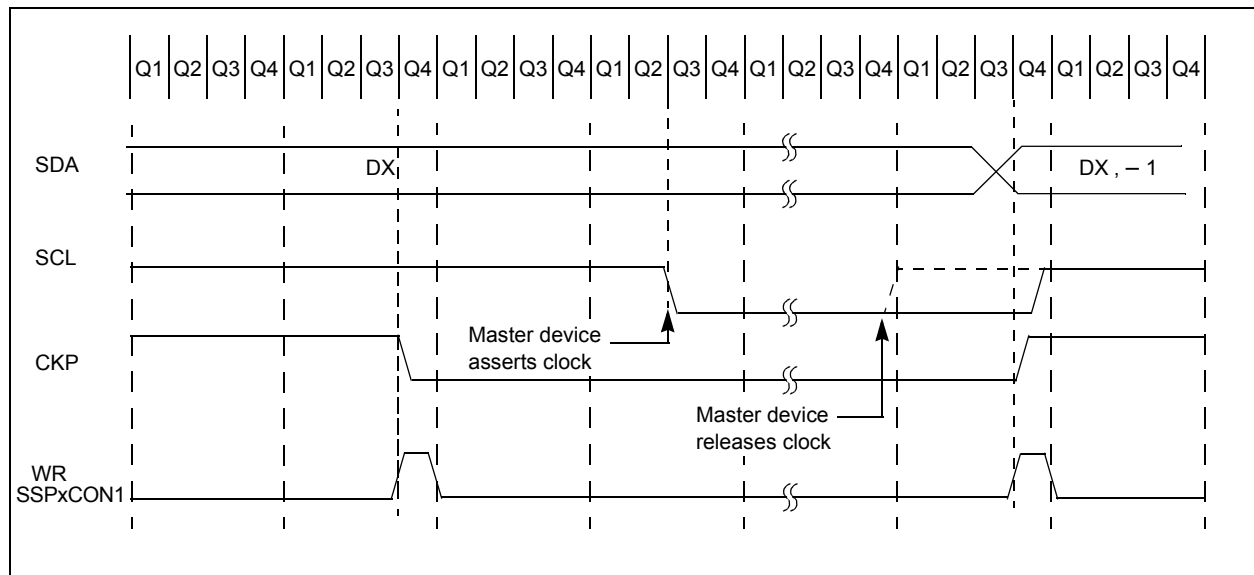 Q1 Q2 Q3 Q4 Q1 Q2 Q3 Q4 Q1 Q2 Q3 Q4 Q1 Q2 Q3 Q4 Q1 Q2 Q3 Q4 Q1 Q2 Q3 Q4 Q1 Q2 Q3 Q4
SDA
DX
DX , – 1
SCL
Master device
asserts clock
CKP
Master device
releases clock
WR
SSPxCON1